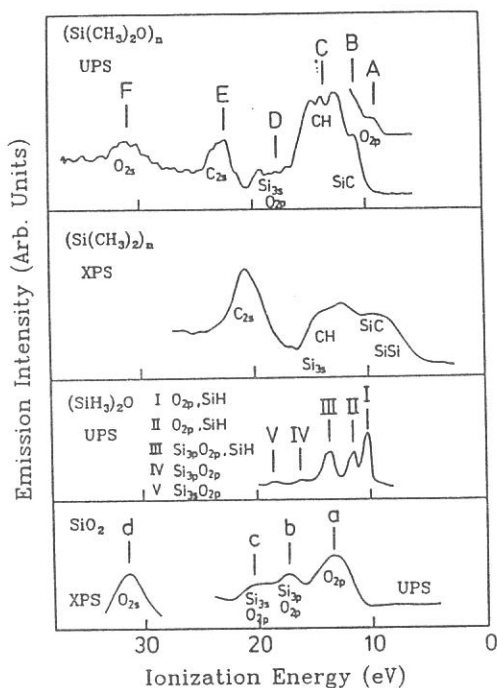 Emission Intensity (Arb. Units)
(Si(CH₃)₂O)n
UPS
F E D C B A
O₂s
C₂s
Si₃s
O₂p
CH
SiC
O₂p
(Si(CH₃)₂)n
XPS
C₂s
CH
Si₃s
SiC
SiSi
(SiH₃)₂O
UPS
I O₂p,SiH
II O₂p,SiH
III Si₃pO₂p,SiH
IV Si₃pO₂p
V Si₃sO₂p
V IV III II I
SiO₂
d c b a
XPS
O₂s
Si₃s
O₂p
Si₃p
O₂p
O₂p
UPS
30 20 10 0
Ionization Energy (eV)